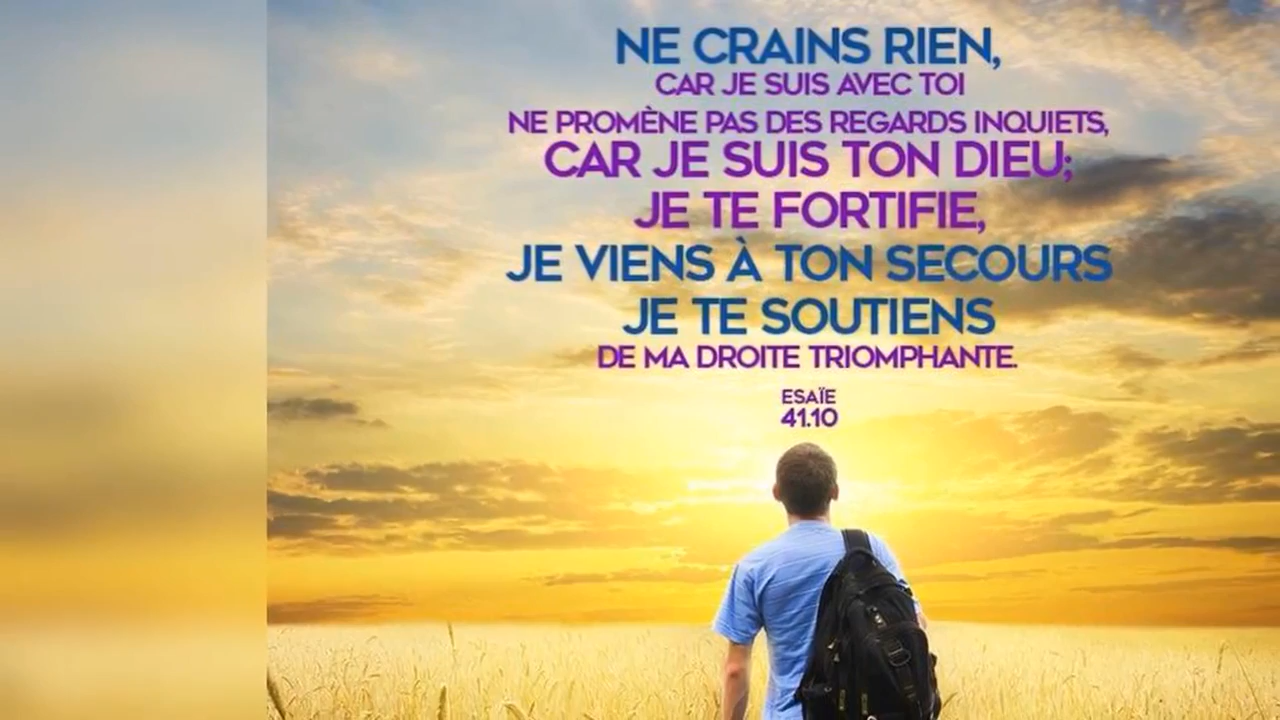 NE CRAINS RIEN,
CAR JE SUIS AVEC TOI
NE PROMÈNE PAS DES REGARDS INQUIETS,
CAR JE SUIS TON DIEU;
JE TE FORTIFIE,
JE VIENS À TON SECOURS
JE TE SOUTIENS
DE MA DROITE TRIOMPHANTE.
ESAÏE
41.10